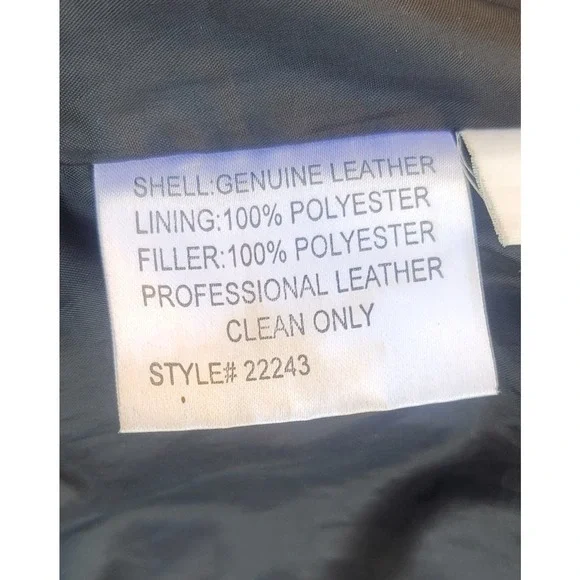 SHELL:GENUINE LEATHER
LINING:100% POLYESTER
FILLER:100% POLYESTER
PROFESSIONAL LEATHER
CLEAN ONLY
STYLE# 22243